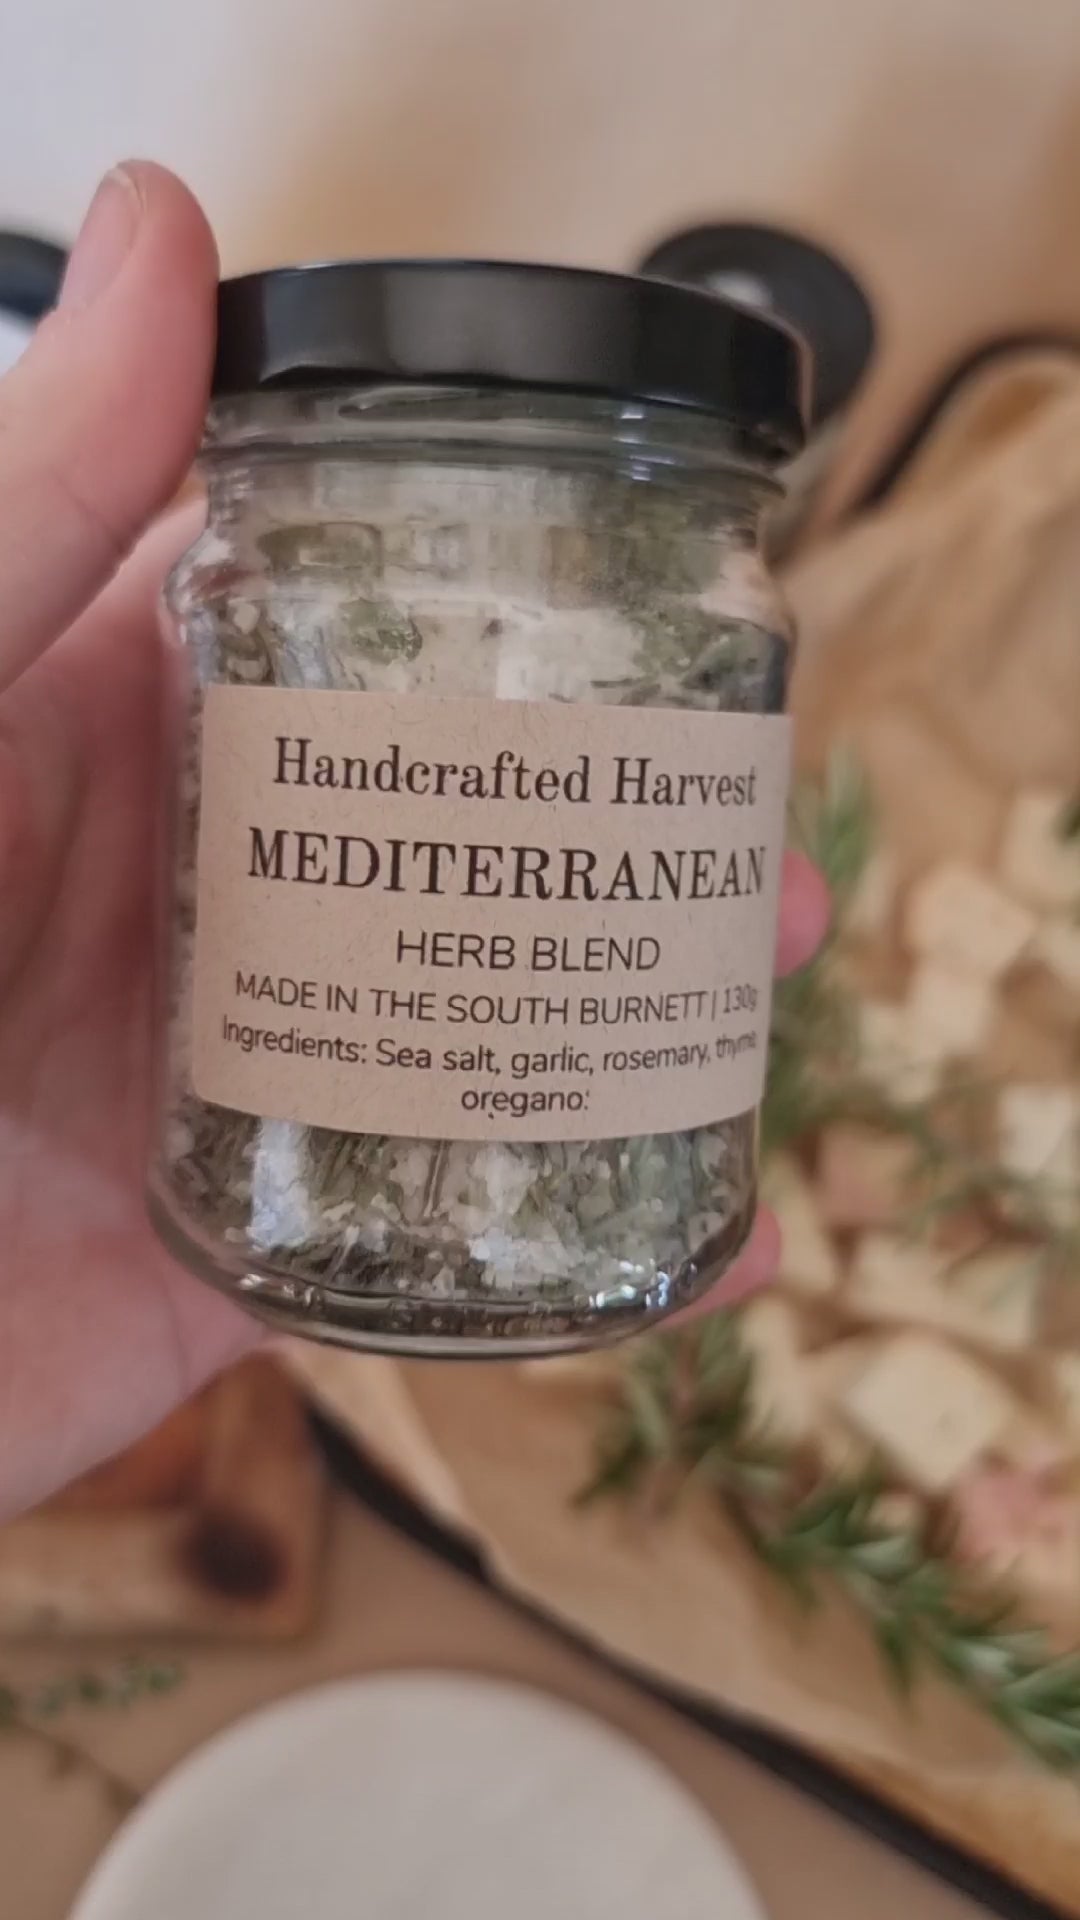 Handcrafted Harvest
MEDITERRANEAN
HERB BLEND
MADE IN THE SOUTH BURNETT | 130g
Ingredients: Sea salt, garlic, rosemary, thyme
oregano.